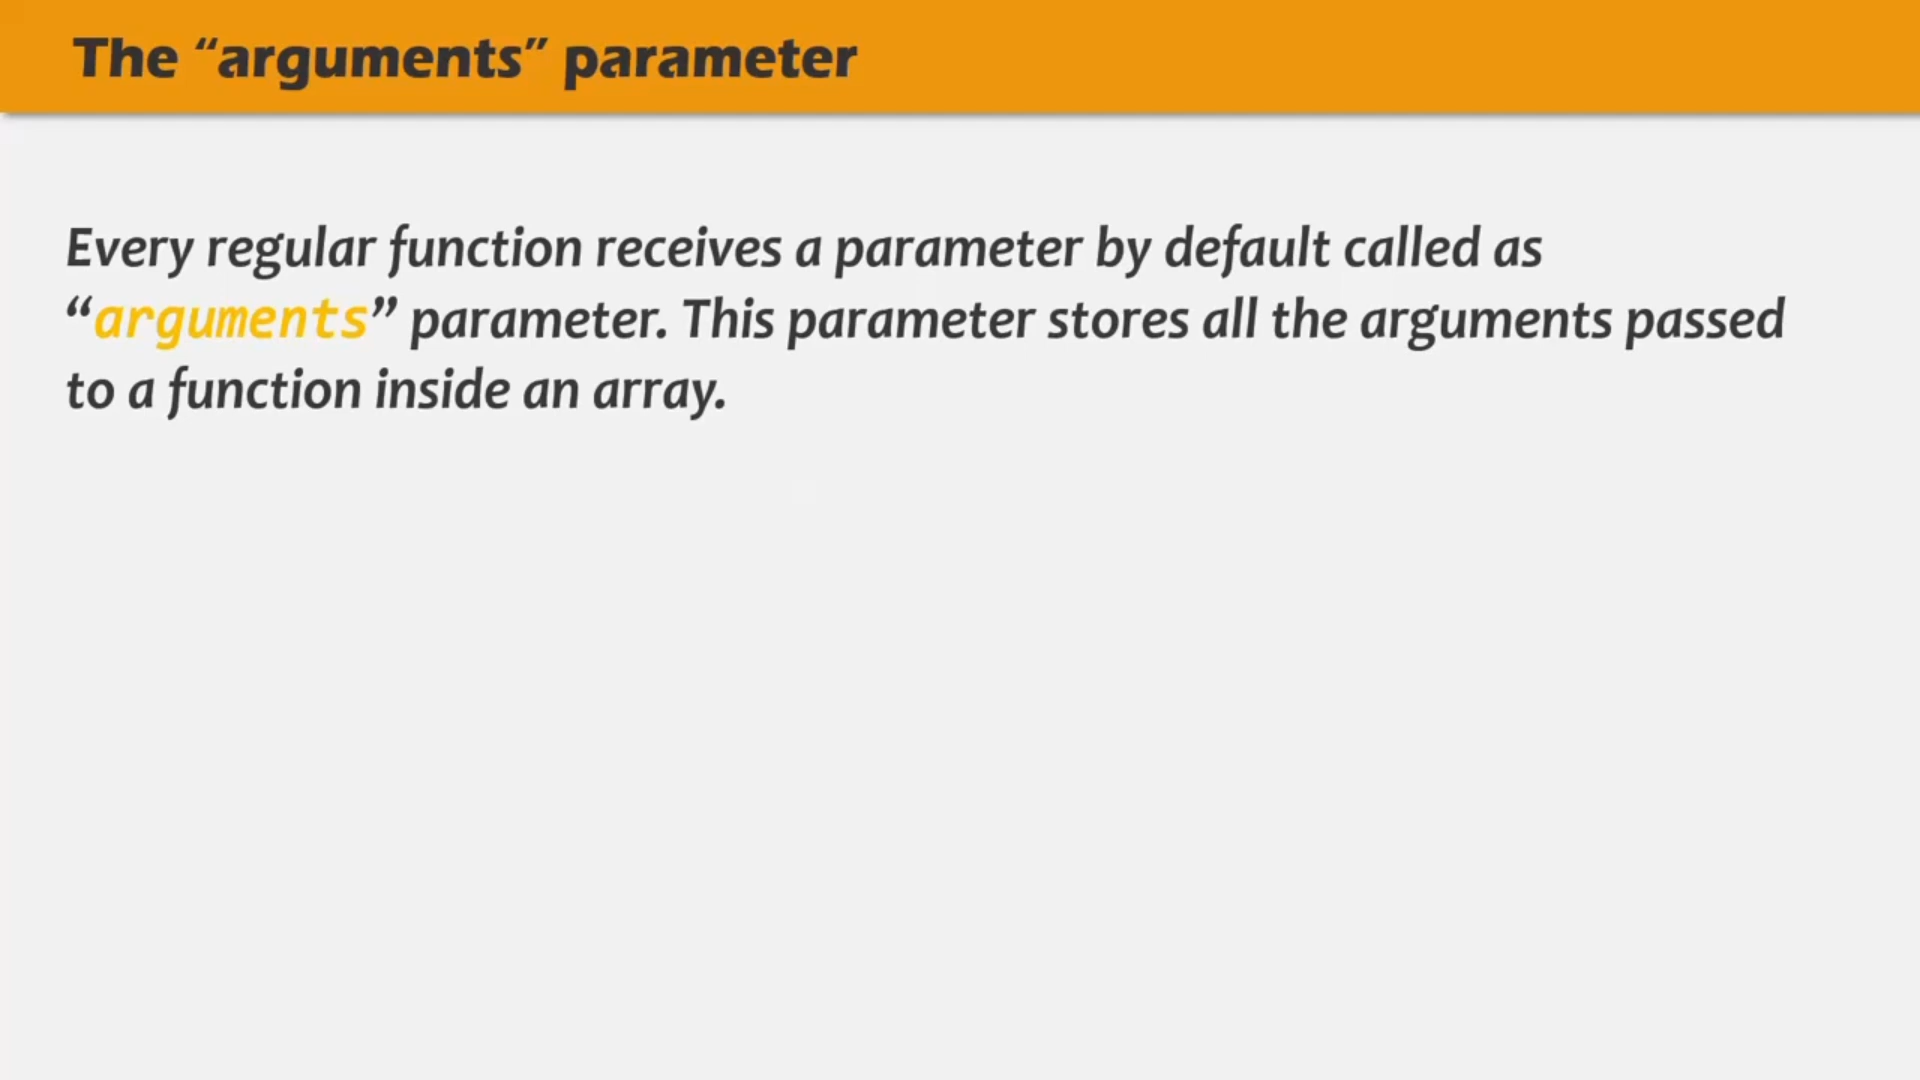 The “arguments” parameter
Every regular function receives a parameter by default called as
“arguments” parameter. This parameter stores all the arguments passed
to a function inside an array.